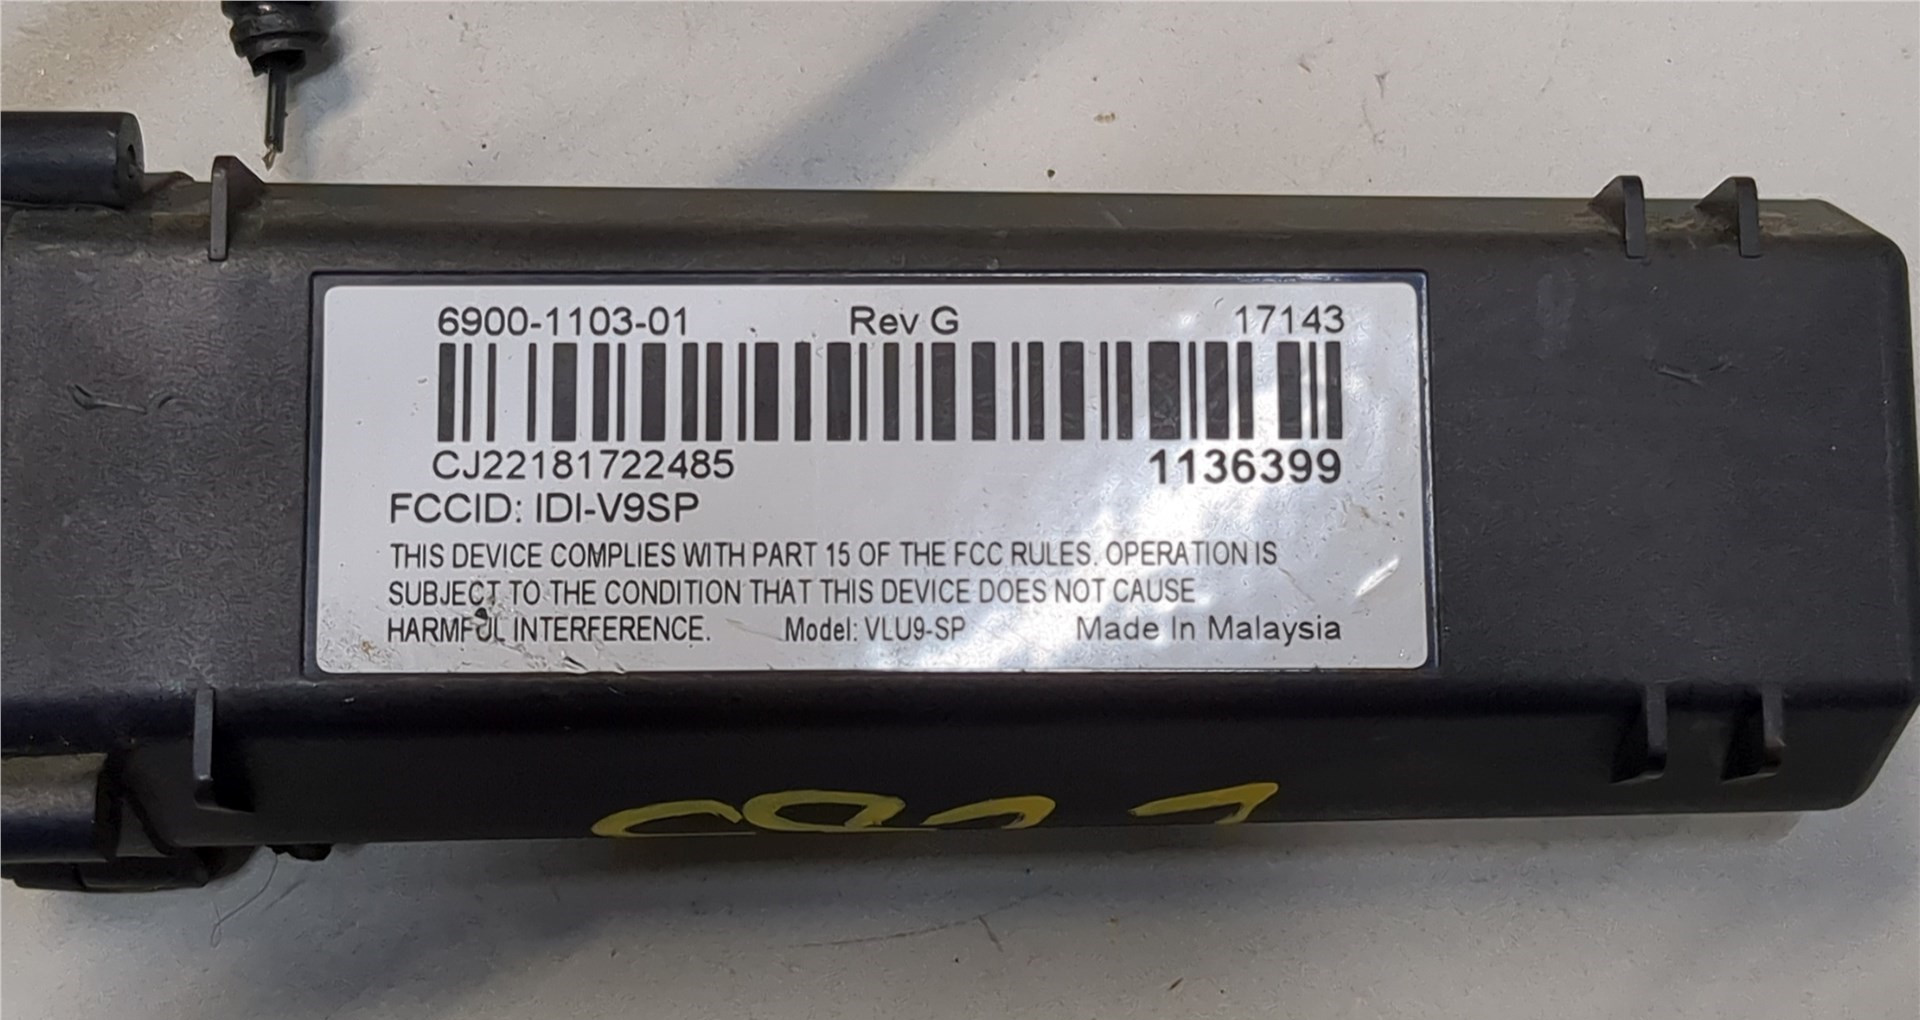 6900-1103-01 Rev G 17143
CJ22181722485 1136399
FCCID: IDI-V9SP
THIS DEVICE COMPLIES WITH PART 15 OF THE FCC RULES. OPERATION IS
SUBJECT TO THE CONDITION THAT THIS DEVICE DOES NOT CAUSE
HARMFUL INTERFERENCE. Model: VLU9-SP Made In Malaysia